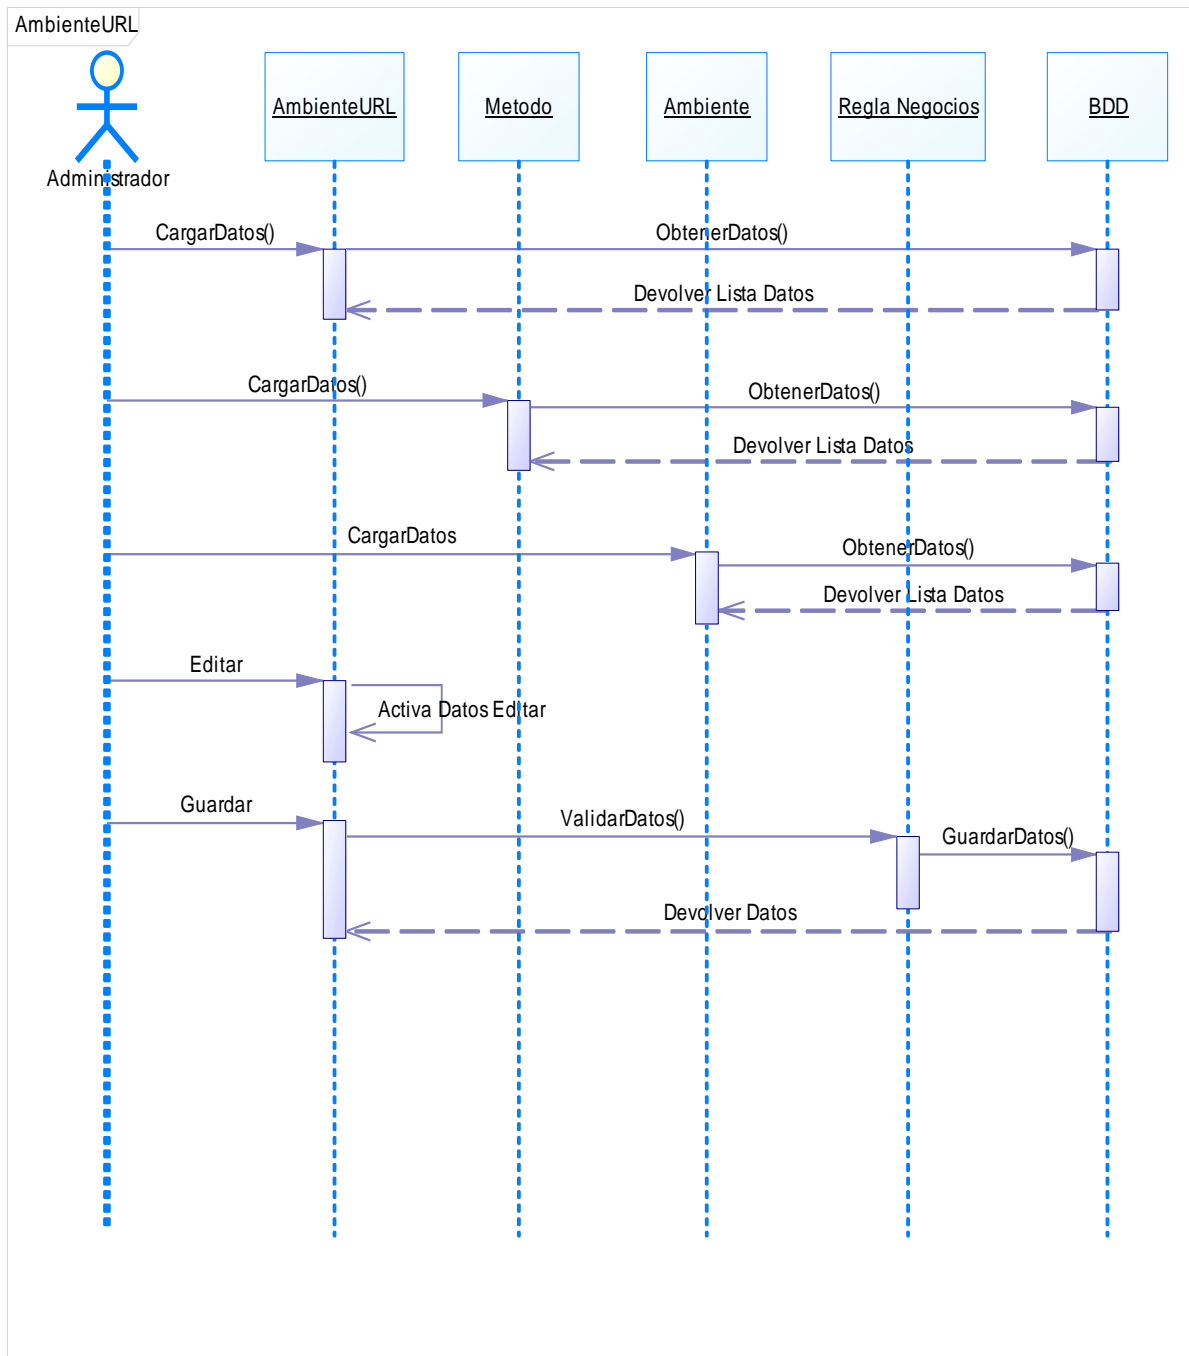 AmbienteURL
AmbienteURL
Metodo
Ambiente
Regla Negocios
BDD
Administrador
CargarDatos()
ObtenerDatos()
Devolver Lista Datos
CargarDatos()
ObtenerDatos()
Devolver Lista Datos
CargarDatos
ObtenerDatos()
Devolver Lista Datos
Editar
Activa Datos Editar
Guardar
ValidarDatos()
GuardarDatos()
Devolver Datos